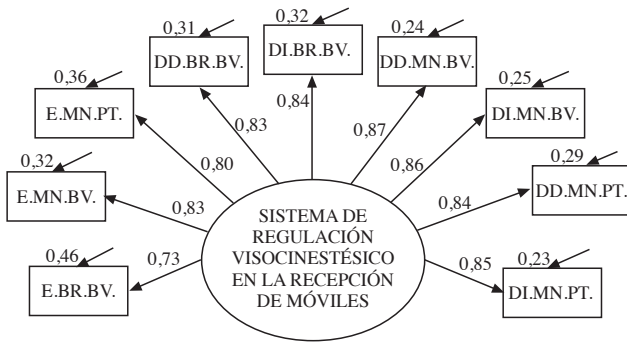 0,31
DD.BR.BV.
0,32
DI.BR.BV.
0,24
DD.MN.BV.
0,36
E.MN.PT.
0,25
DI.MN.BV.
0,32
E.MN.BV.
0,29
DD.MN.PT.
0,46
E.BR.BV.
0,23
DI.MN.PT.
0,73
0,83
0,80
0,83
0,84
0,87
0,86
0,84
0,85
SISTEMA DE
REGULACIÓN
VISOCINESTÉSICO
EN LA RECEPCIÓN
DE MÓVILES